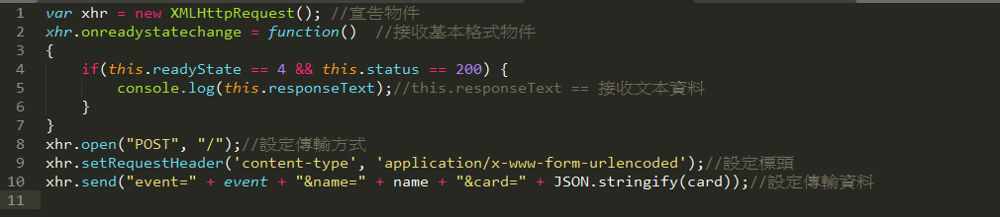 1 var xhr = new XMLHttpRequest(); //宣告物件
2 xhr.onreadystatechange = function() //接收基本格式物件
3 {
4 if(this.readyState == 4 && this.status == 200) {
5 console.log(this.responseText);//this.responseText == 接收文本資料
6 }
7 }
8 xhr.open("POST", "/");//設定傳輸方式
9 xhr.setRequestHeader('content-type', 'application/x-www-form-urlencoded');//設定標頭
10 xhr.send("event=" + event + "&name=" + name + "&card=" + JSON.stringify(card));//設定傳輸資料
11